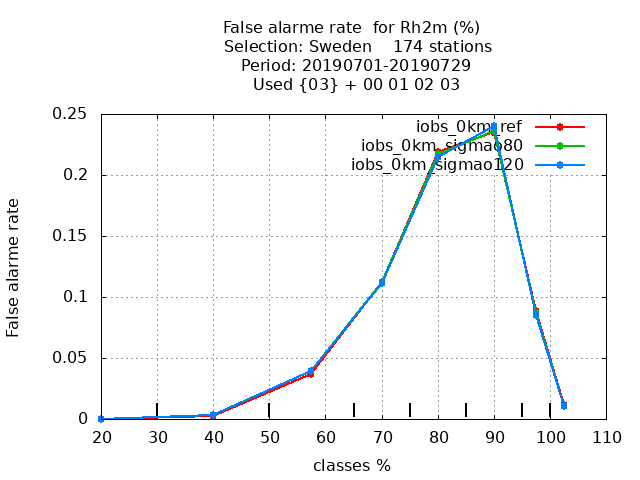 False alarme rate  for Rh2m (%)
Selection: Sweden    174 stations
Period: 20190701-20190729
Used {03} + 00 01 02 03
iobs_0km_ref
iobs_0km_sigmao80
iobs_0km_sigmao120
False alarme rate
0.25
0.2
0.15
0.1
0.05
0
20 30 40 50 60 70 80 90 100 110
classes %